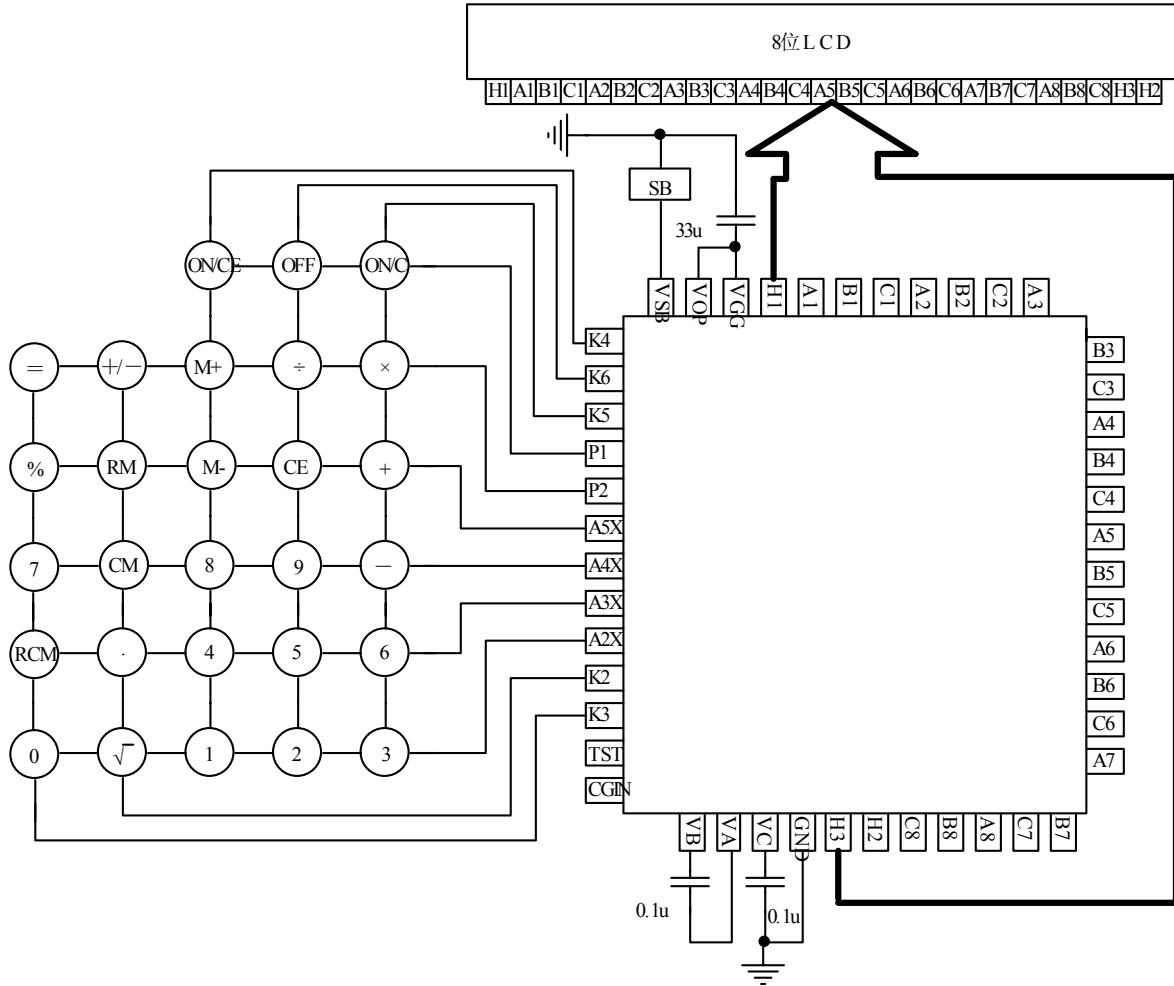 8位LCD
H1 A1 B1 C1 A2 B2 C2 A3 B3 C3 A4 B4 C4 A5 B5 C5 A6 B6 C6 A7 B7 C7 A8 B8 C8 H3 H2
SB
33u
VSB VOP VGG H1 A1 B1 C1 A2 B2 C2 A3
ON/CE OFF ON/C
= +/− M+ ÷ ×
% RM M- CE +
7 CM 8 9 −
RCM · 4 5 6
0 √ 1 2 3
K4
K6
K5
P1
P2
A5X
A4X
A3X
A2X
K2
K3
TST
CGIN
B3
C3
A4
B4
C4
A5
B5
C5
A6
B6
C6
A7
VB VA VC GND H3 H2 C8 B8 A8 C7 B7
0.1u 0.1u